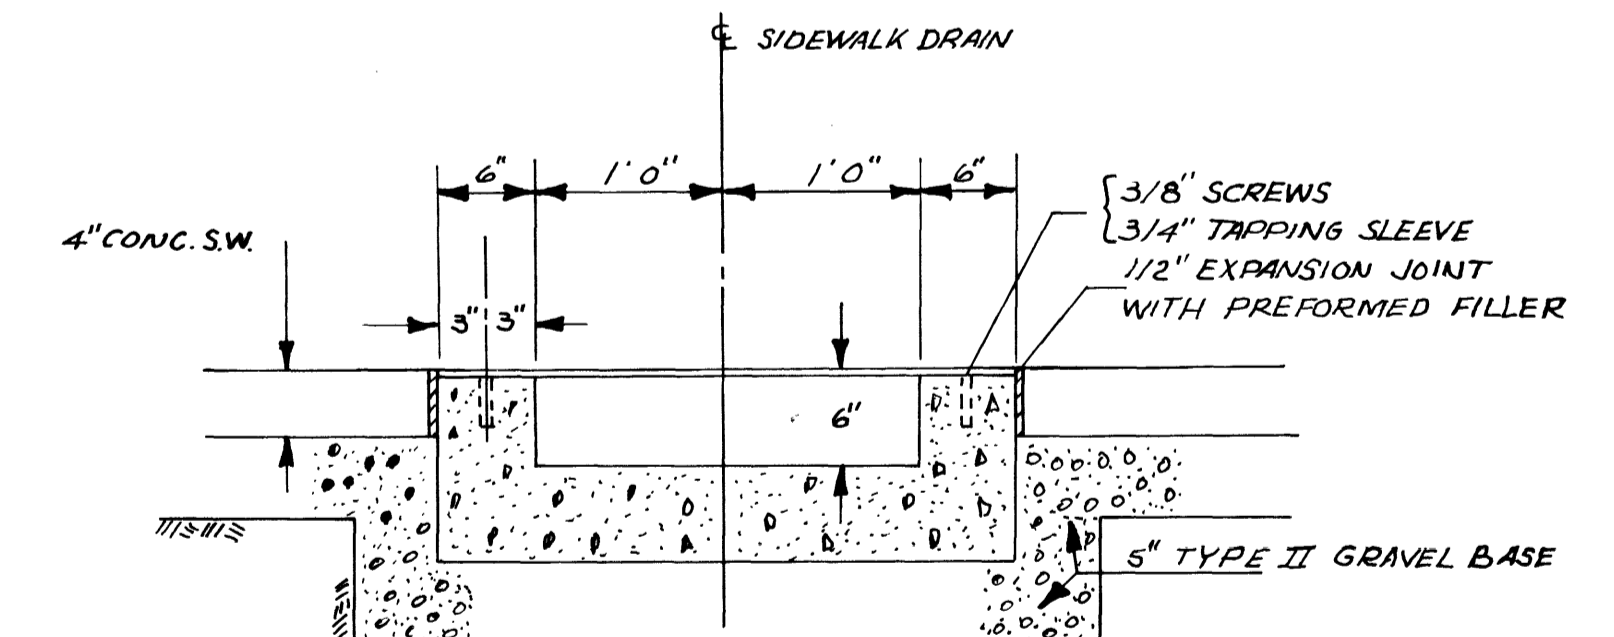 ℄ SIDEWALK DRAIN
6" 1'0" 1'0" 6"
3/8" SCREWS
3/4" TAPPING SLEEVE
4" CONC. S.W.
1/2" EXPANSION JOINT
WITH PREFORMED FILLER
3" 3"
6"
5" TYPE II GRAVEL BASE